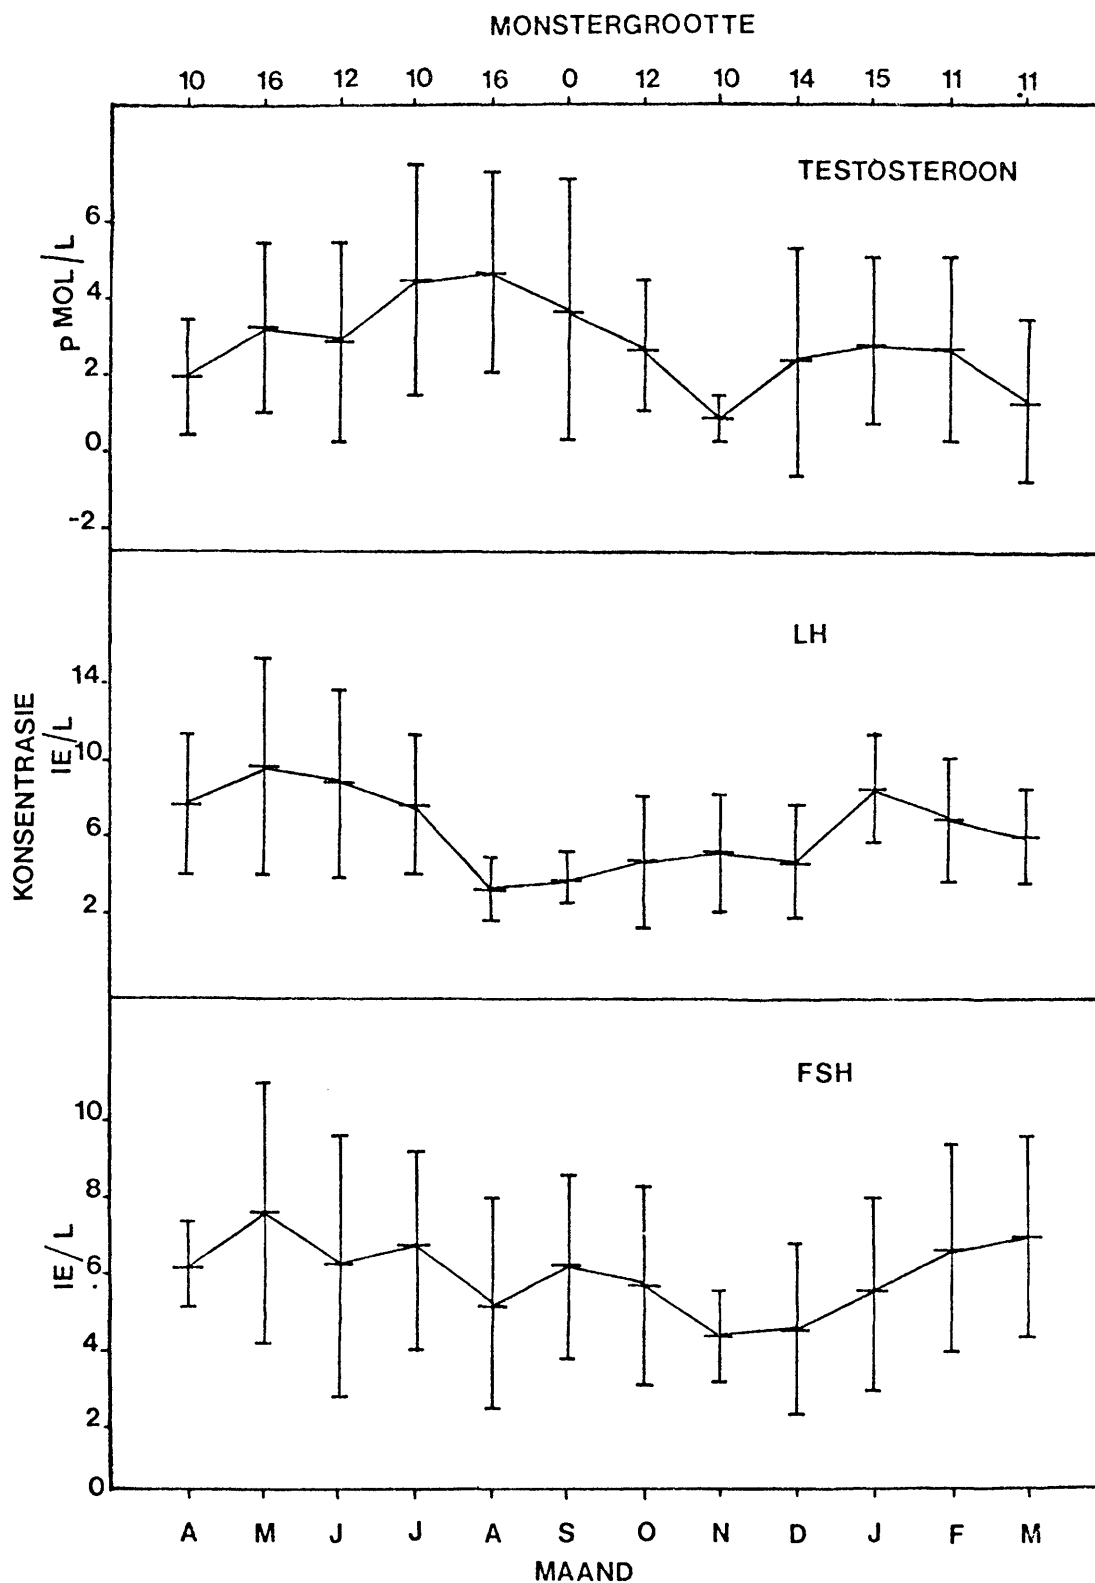 MONSTERGROOTTE
10 16 12 10 16 0 12 10 14 15 11 11
TESTOSTEROON
6
4
2
0
-2
PMOL/L
LH
14
10
6
2
KONSENTRASIE
IE/L
FSH
10
8
6
4
2
0
IE/L
A M J J A S O N D J F M
MAAND